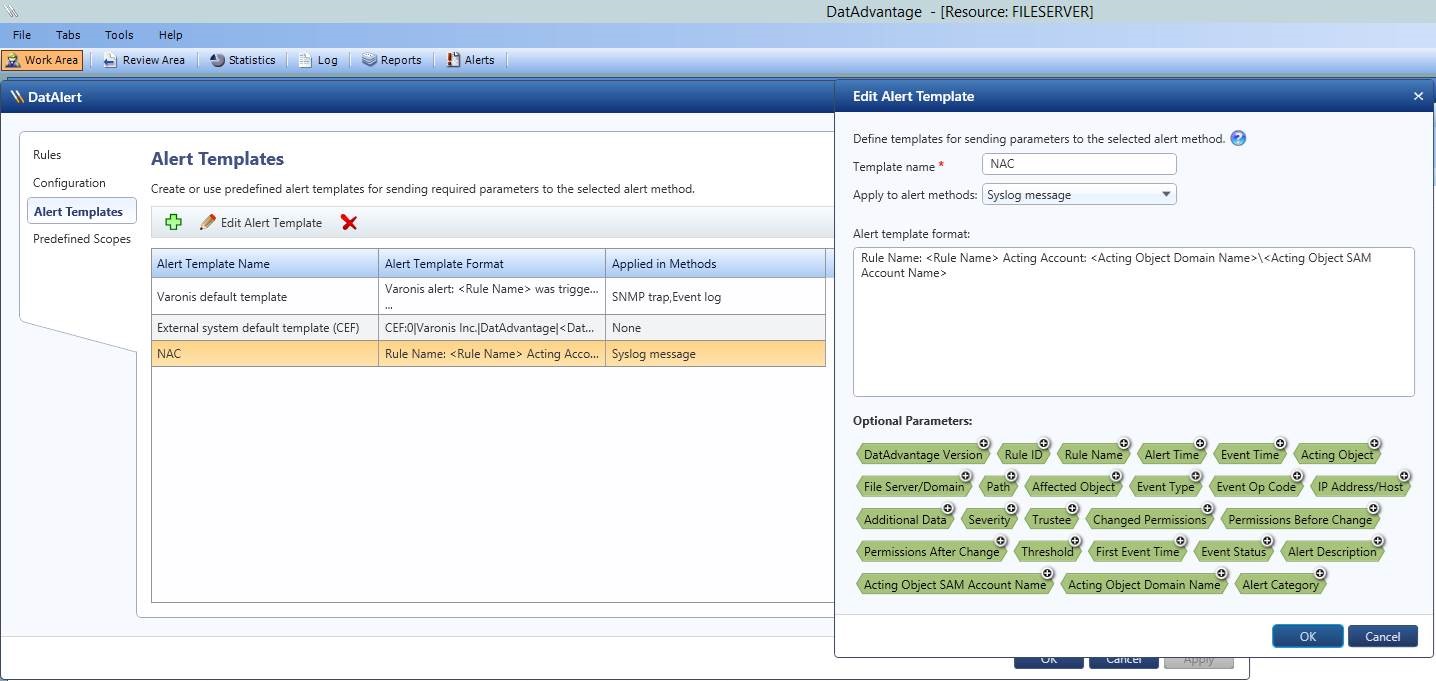 DatAdvantage - [Resource: FILESERVER]
File Tabs Tools Help
Work Area Review Area Statistics Log Reports Alerts
DatAlert
Rules
Configuration
Alert Templates
Predefined Scopes
Alert Templates
Create or use predefined alert templates for sending required parameters to the selected alert method.
Edit Alert Template
Alert Template Name Alert Template Format Applied in Methods
Varonis default template Varonis alert: <Rule Name> was trigge... SNMP trap,Event log
...
External system default template (CEF) CEF:0|Varonis Inc.|DatAdvantage|<Dat... None
NAC Rule Name: <Rule Name> Acting Acco... Syslog message
Edit Alert Template
Define templates for sending parameters to the selected alert method.
Template name * NAC
Apply to alert methods: Syslog message
Alert template format:
Rule Name: <Rule Name> Acting Account: <Acting Object Domain Name>\<Acting Object SAM
Account Name>
Optional Parameters:
DatAdvantage Version Rule ID Rule Name Alert Time Event Time Acting Object
File Server/Domain Path Affected Object Event Type Event Op Code IP Address/Host
Additional Data Severity Trustee Changed Permissions Permissions Before Change
Permissions After Change Threshold First Event Time Event Status Alert Description
Acting Object SAM Account Name Acting Object Domain Name Alert Category
OK Cancel
OK Cancel Apply